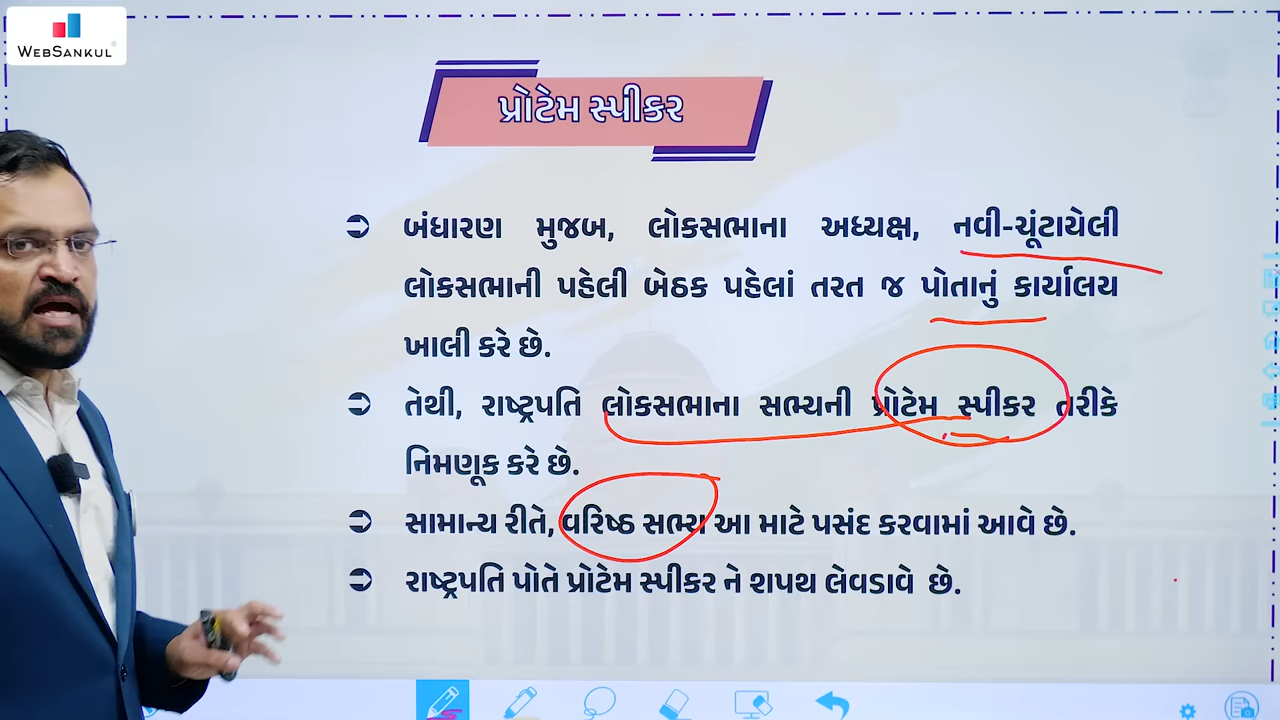 WEBSANKUL
પ્રોટેમ સ્પીકર
➲ બંધારણ મુજબ, લોકસભાના અધ્યક્ષ, નવી-ચૂંટાયેલી
લોકસભાની પહેલી બેઠક પહેલાં તરત જ પોતાનું કાર્યાલય
ખાલી કરે છે.
➲ તેથી, રાષ્ટ્રપતિ લોકસભાના સભ્યની પ્રોટેમ સ્પીકર તરીકે
નિમણૂક કરે છે.
➲ સામાન્ય રીતે, વરિષ્ઠ સભ્ય આ માટે પસંદ કરવામાં આવે છે.
➲ રાષ્ટ્રપતિ પોતે પ્રોટેમ સ્પીકર ને શપથ લેવડાવે છે.